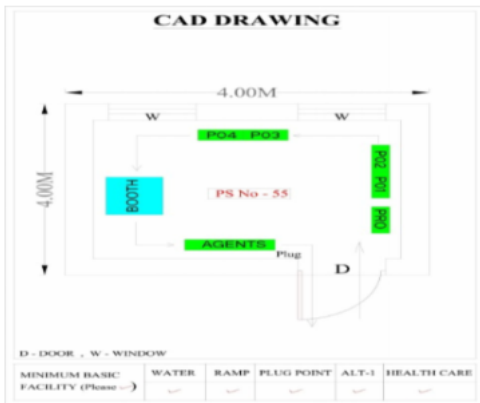 CAD DRAWING
4.00M
4.00M
W
W
PO4 PO3
PO2 PO1
BOOTH
PS No - 55
PRO
AGENTS
Plug
D
D - DOOR , W - WINDOW
MINIMUM BASIC FACILITY (Please ✓) WATER RAMP PLUG POINT ALT-1 HEALTH CARE
✓ ✓ ✓ ✓ ✓